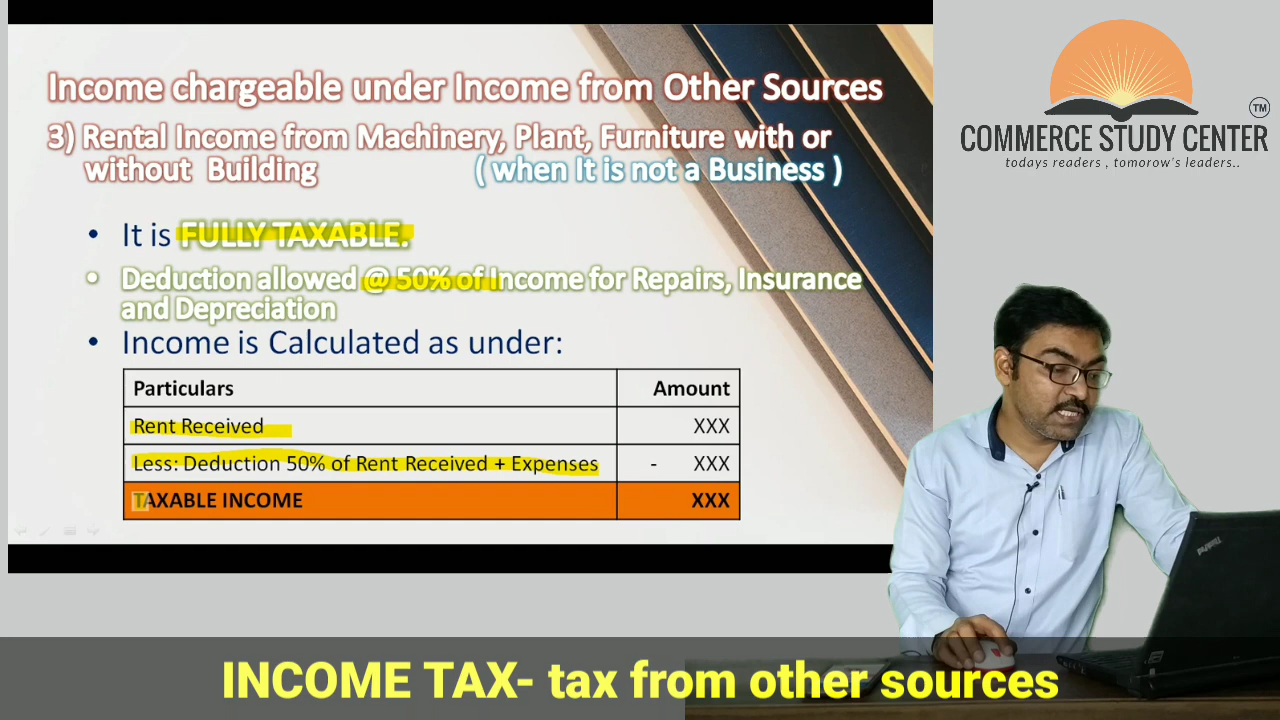 Income chargeable under Income from Other Sources
3) Rental Income from Machinery, Plant, Furniture with or
without Building ( when It is not a Business )
• It is FULLY TAXABLE.
• Deduction allowed @ 50% of Income for Repairs, Insurance
and Depreciation
• Income is Calculated as under:
Particulars Amount
Rent Received XXX
Less: Deduction 50% of Rent Received + Expenses - XXX
TAXABLE INCOME XXX
TM
COMMERCE STUDY CENTER
todays readers , tomorow's leaders..
ThinkPad
INCOME TAX- tax from other sources